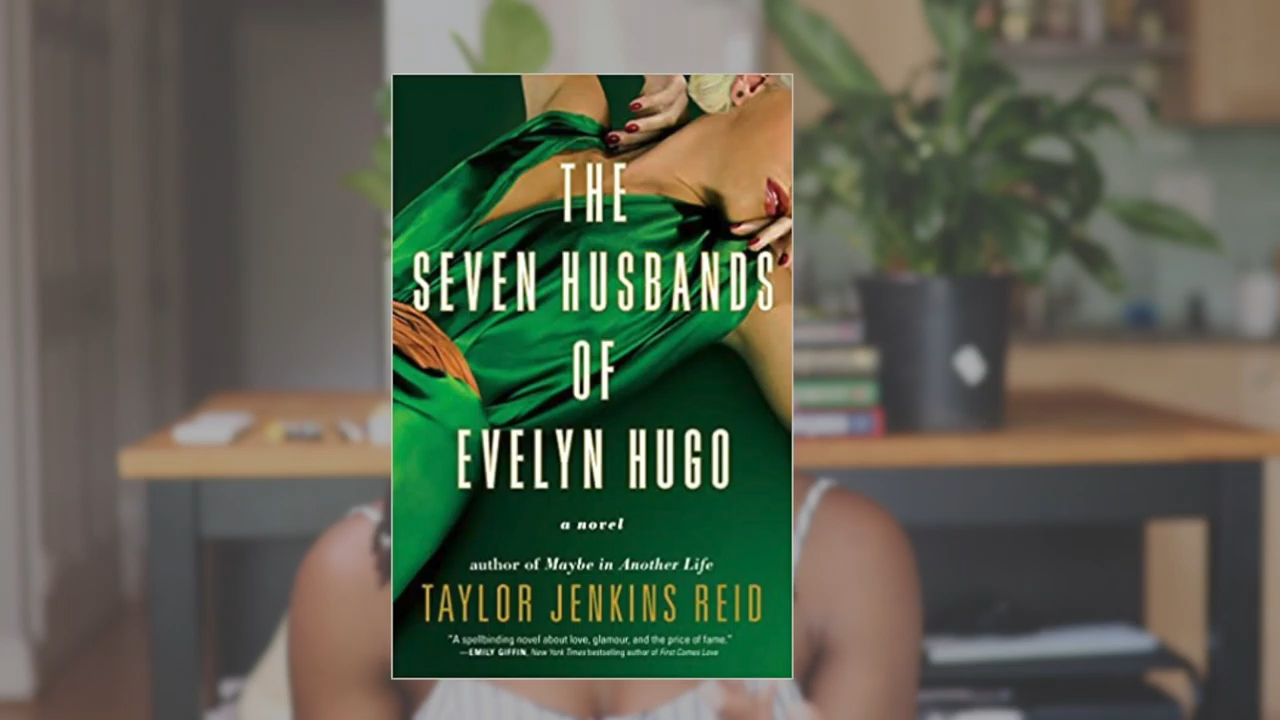 THE
SEVEN HUSBANDS
OF
EVELYN HUGO
a novel
author of Maybe in Another Life
TAYLOR JENKINS REID
"A spellbinding novel about love, glamour, and the price of fame."
—EMILY GIFFIN, New York Times bestselling author of First Comes Love